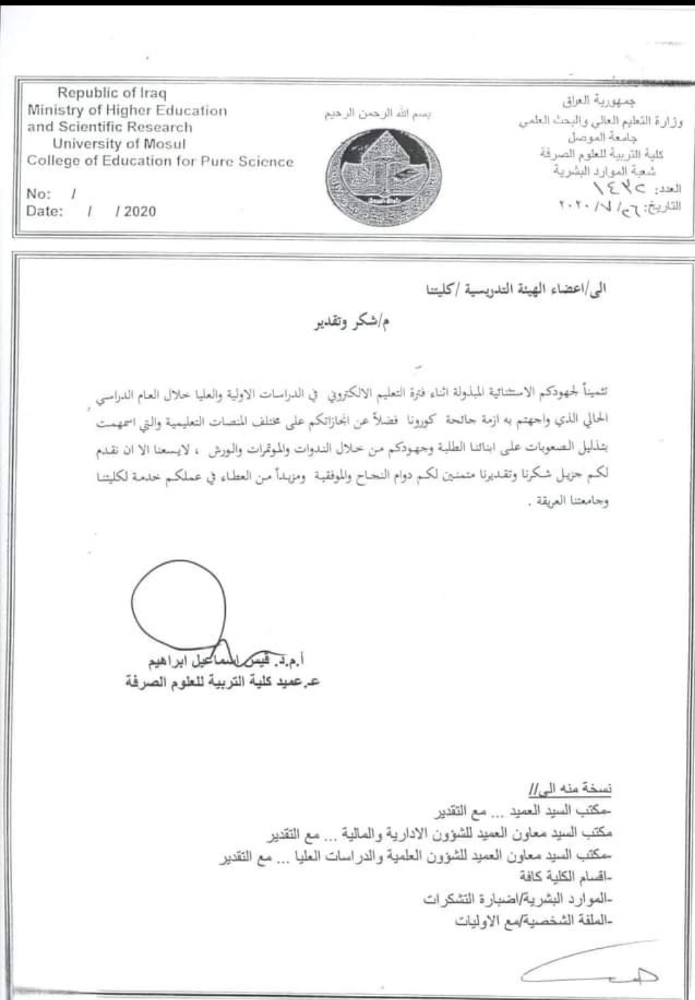 Republic of Iraq
Ministry of Higher Education
and Scientific Research
University of Mosul
College of Education for Pure Science
No: /
Date: / / 2020
بسم الله الرحمن الرحيم
جمهورية العراق
وزارة التعليم العالي والبحث العلمي
جامعة الموصل
كلية التربية للعلوم الصرفة
شعبة الموارد البشرية
العدد: ١٤٣٢
التاريخ: ٢٦/ ٧/ ٢٠٢٠
الى/اعضاء الهيئة التدريسية /كليتنا
م/شكر وتقدير
تثميناً لجهودكم الاستثنائية المبذولة اثناء فترة التعليم الالكتروني في الدراسات الاولية والعليا خلال العام الدراسي
الحالي الذي واجهتم به ازمة جائحة كورونا فضلاً عن انجازاتكم على مختلف المنصات التعليمية والتي اسهمت
بتذليل الصعوبات على ابنائنا الطلبة وجهودكم من خلال الندوات والموتمرات والورش ، لايسعنا الا ان نقدم
لكم جزيل شكرنا وتقديرنا متمنين لكم دوام النجاح والموفقية ومزيداً من العطاء في عملكم خدمة لكليتنا
وجامعتنا العريقة .
أ.م.د. قيس اسماعيل ابراهيم
ع.عميد كلية التربية للعلوم الصرفة
نسخة منه الى//
-مكتب السيد العميد ... مع التقدير
مكتب السيد معاون العميد للشؤون الادارية والمالية ... مع التقدير
-مكتب السيد معاون العميد للشؤون العلمية والدراسات العليا ... مع التقدير
-اقسام الكلية كافة
-الموارد البشرية/اضبارة التشكرات
-الملفة الشخصية/مع الاوليات